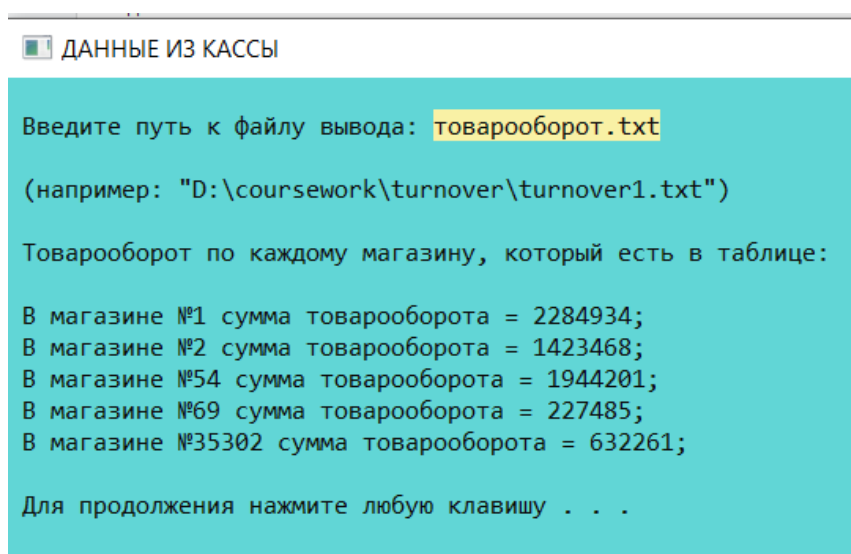 ДАННЫЕ ИЗ КАССЫ
Введите путь к файлу вывода: товарооборот.txt
(например: "D:\coursework\turnover\turnover1.txt")
Товарооборот по каждому магазину, который есть в таблице:
В магазине №1 сумма товарооборота = 2284934;
В магазине №2 сумма товарооборота = 1423468;
В магазине №54 сумма товарооборота = 1944201;
В магазине №69 сумма товарооборота = 227485;
В магазине №35302 сумма товарооборота = 632261;
Для продолжения нажмите любую клавишу . . .